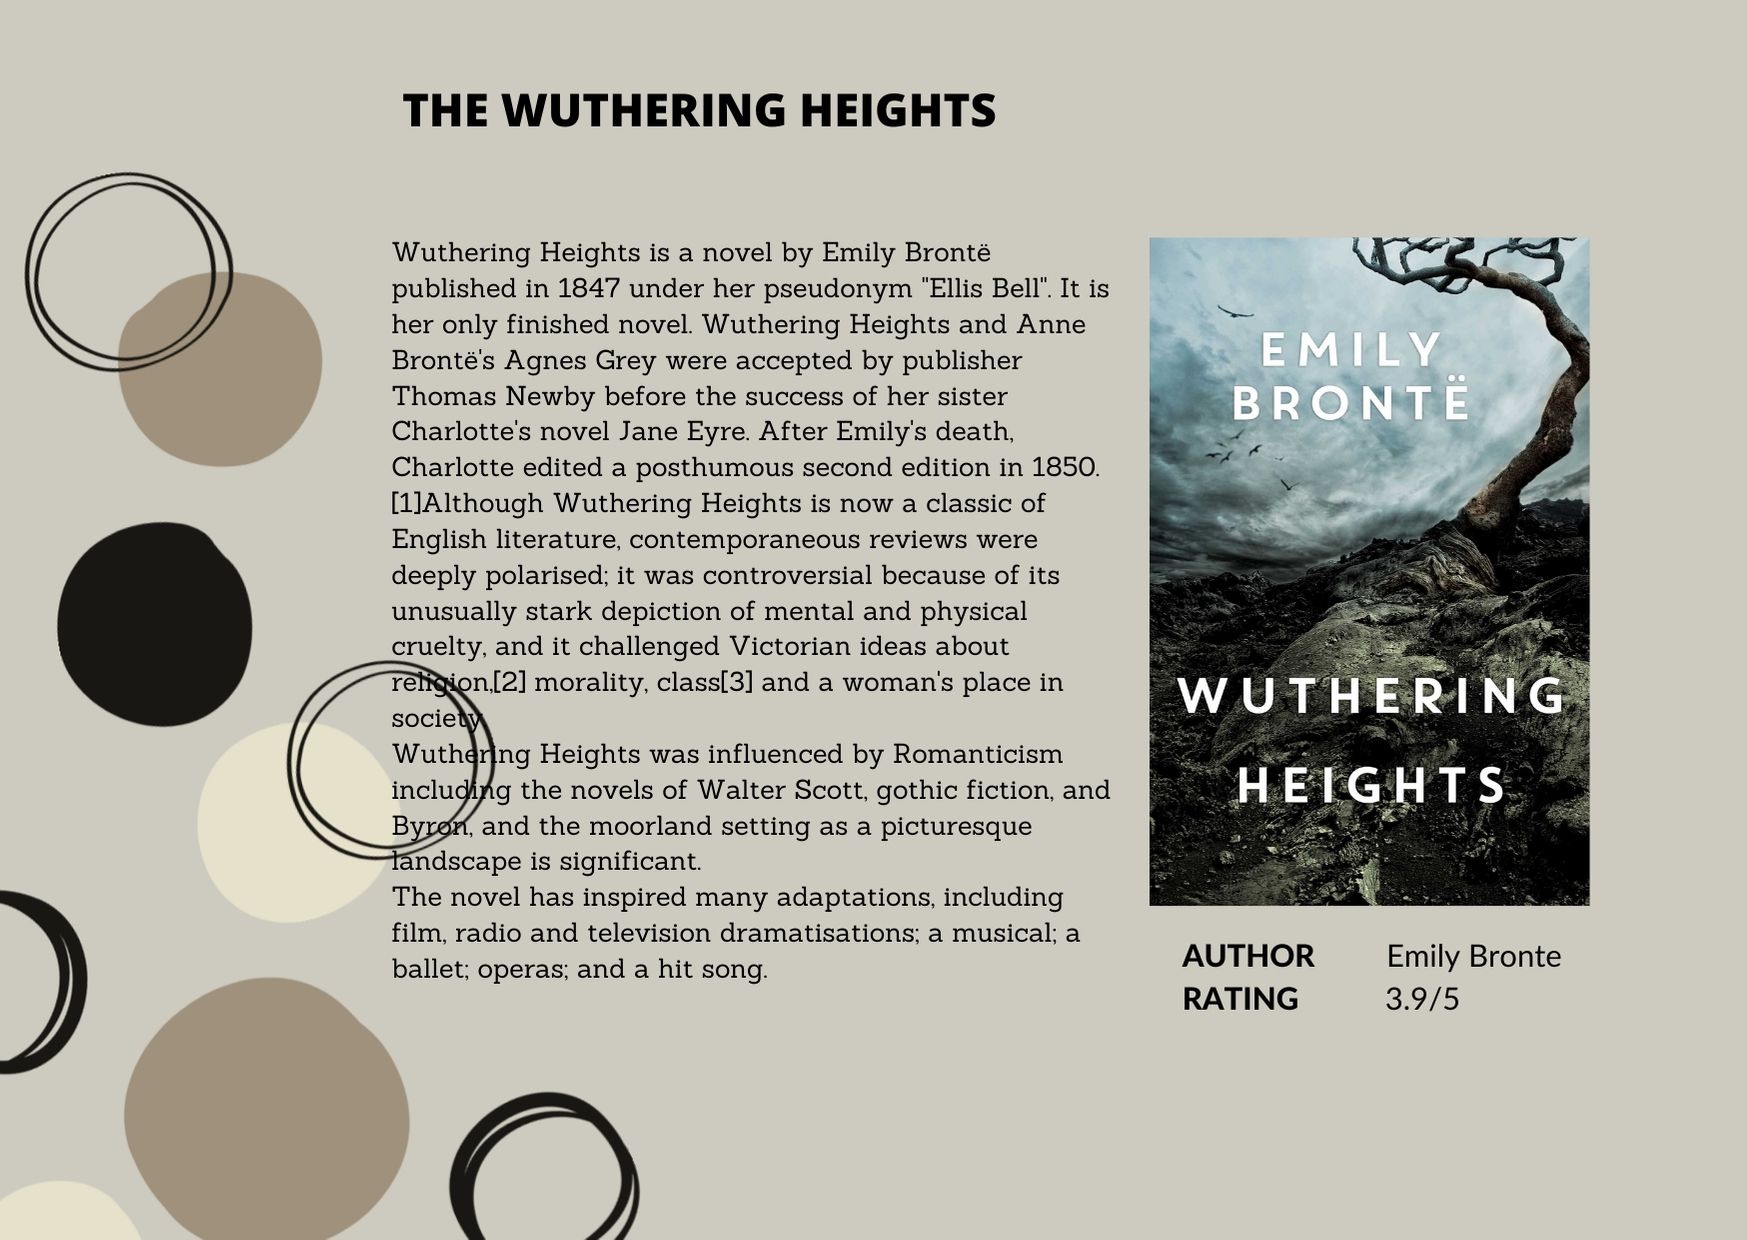 THE WUTHERING HEIGHTS
Wuthering Heights is a novel by Emily Brontë
published in 1847 under her pseudonym "Ellis Bell". It is
her only finished novel. Wuthering Heights and Anne
Brontë's Agnes Grey were accepted by publisher
Thomas Newby before the success of her sister
Charlotte's novel Jane Eyre. After Emily's death,
Charlotte edited a posthumous second edition in 1850.
[1]Although Wuthering Heights is now a classic of
English literature, contemporaneous reviews were
deeply polarised; it was controversial because of its
unusually stark depiction of mental and physical
cruelty, and it challenged Victorian ideas about
religion,[2] morality, class[3] and a woman's place in
society.
Wuthering Heights was influenced by Romanticism
including the novels of Walter Scott, gothic fiction, and
Byron, and the moorland setting as a picturesque
landscape is significant.
The novel has inspired many adaptations, including
film, radio and television dramatisations; a musical; a
ballet; operas; and a hit song.
EMILY
BRONTË
WUTHERING
HEIGHTS
AUTHOR Emily Bronte
RATING 3.9/5